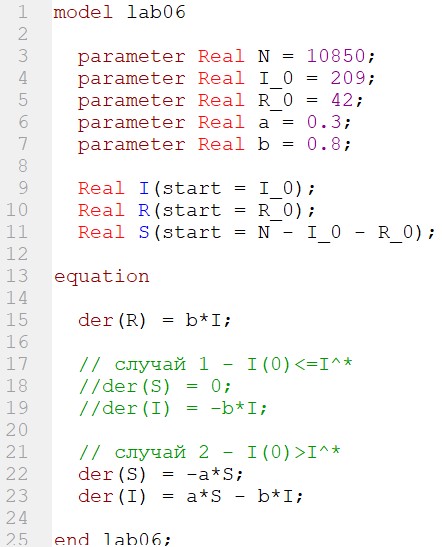 1 model lab06
2
3 parameter Real N = 10850;
4 parameter Real I_0 = 209;
5 parameter Real R_0 = 42;
6 parameter Real a = 0.3;
7 parameter Real b = 0.8;
8
9 Real I(start = I_0);
10 Real R(start = R_0);
11 Real S(start = N - I_0 - R_0);
12
13 equation
14
15 der(R) = b*I;
16
17 // случай 1 - I(0)<=I^*
18 //der(S) = 0;
19 //der(I) = -b*I;
20
21 // случай 2 - I(0)>I^*
22 der(S) = -a*S;
23 der(I) = a*S - b*I;
24
25 end lab06;